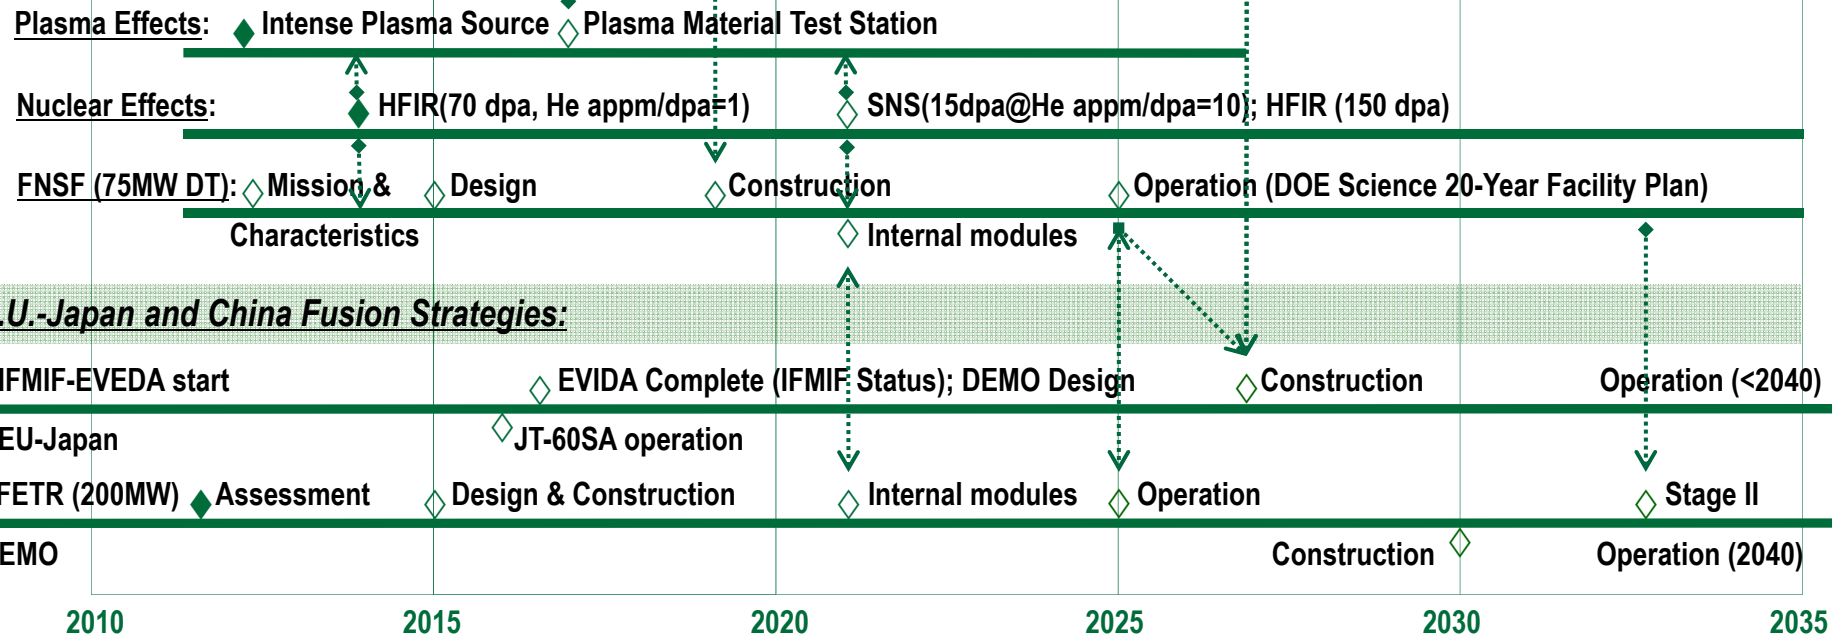 Plasma Effects: Intense Plasma Source Plasma Material Test Station
Nuclear Effects: HFIR(70 dpa, He appm/dpa=1) SNS(15dpa@He appm/dpa=10); HFIR (150 dpa)
FNSF (75MW DT): Mission & Design Construction Operation (DOE Science 20-Year Facility Plan)
Characteristics Internal modules
.U.-Japan and China Fusion Strategies:
IFMIF-EVEDA start EVIDA Complete (IFMIF Status); DEMO Design Construction Operation (<2040)
EU-Japan JT-60SA operation
FETR (200MW) Assessment Design & Construction Internal modules Operation Stage II
EMO Construction Operation (2040)
2010 2015 2020 2025 2030 2035